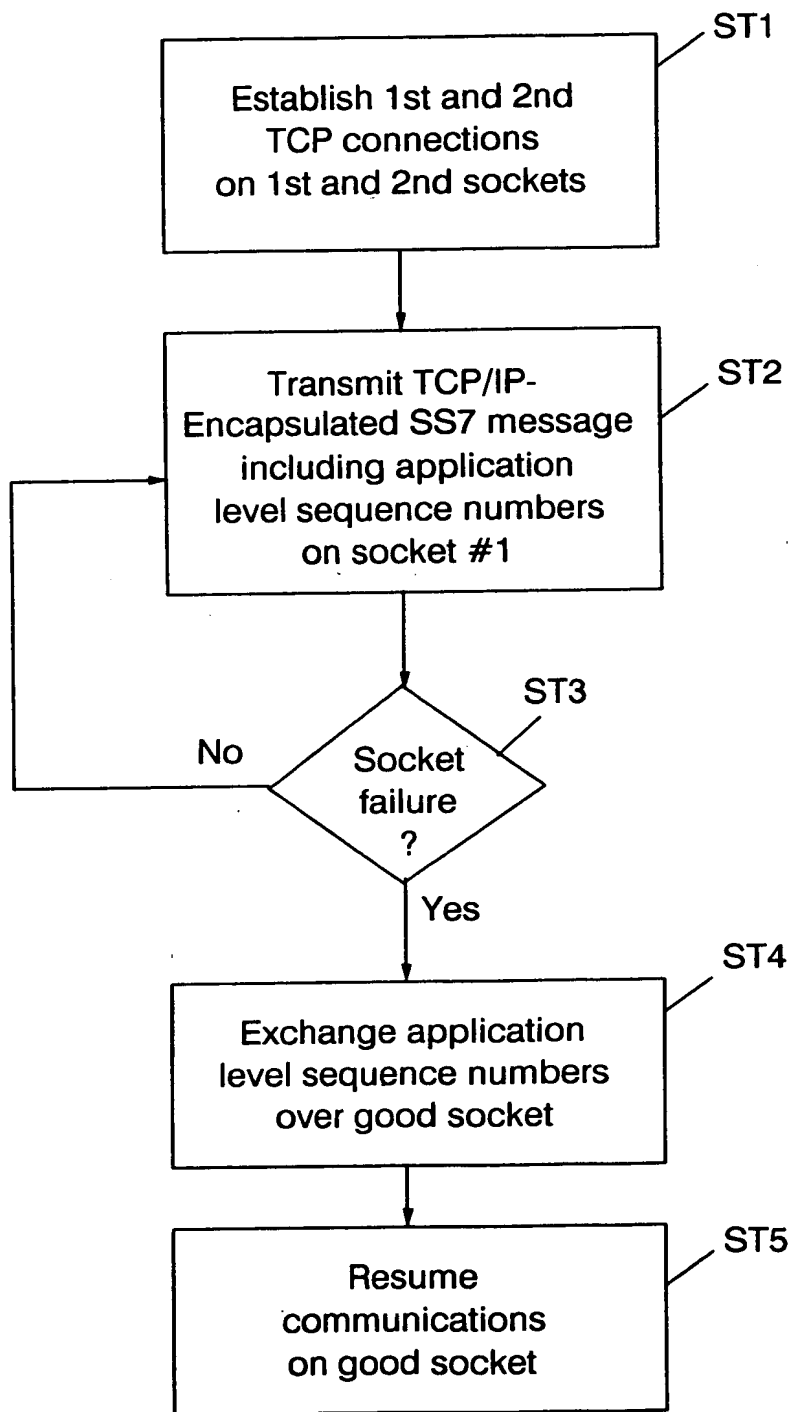 ST1
Establish 1st and 2nd
TCP connections
on 1st and 2nd sockets
ST2
Transmit TCP/IP-
Encapsulated SS7 message
including application
level sequence numbers
on socket #1
ST3
No
Socket
failure
?
Yes
ST4
Exchange application
level sequence numbers
over good socket
ST5
Resume
communications
on good socket